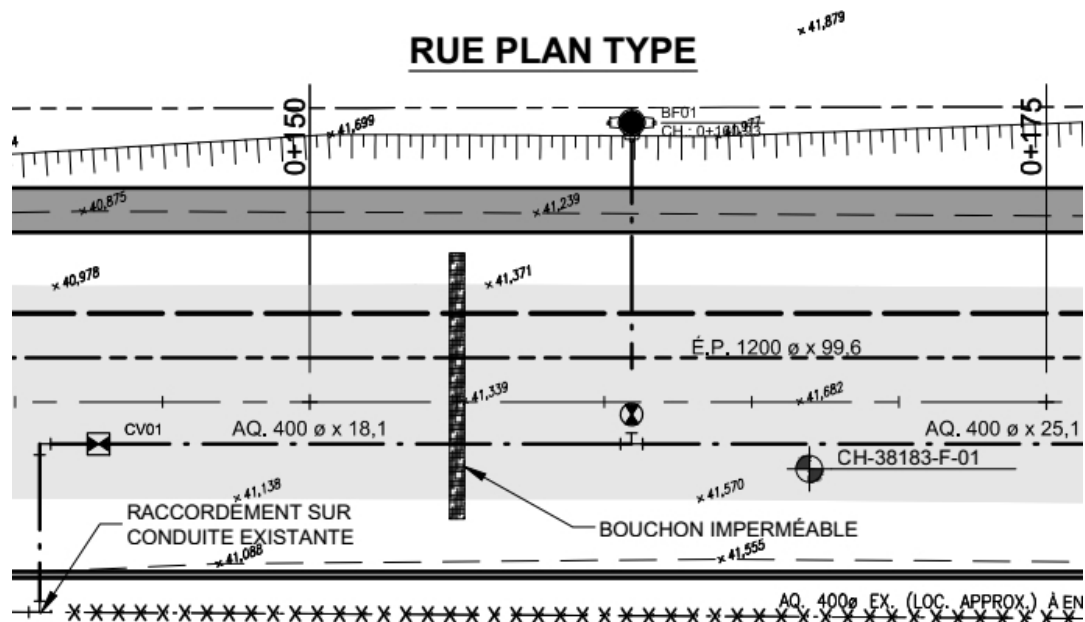 41,879
RUE PLAN TYPE
0+150
41,699
BF01
41,977
0+175
40,875
41,239
40,978
41,371
É.P. 1200 ø x 99,6
41,339
41,682
CV01
AQ. 400 ø x 18,1
T
AQ. 400 ø x 25,1
CH-38183-F-01
41,138
41,570
RACCORDEMENT SUR
CONDUITE EXISTANTE
BOUCHON IMPERMÉABLE
41,088
41,555
AQ. 400ø EX. (LOC. APPROX.) À EN